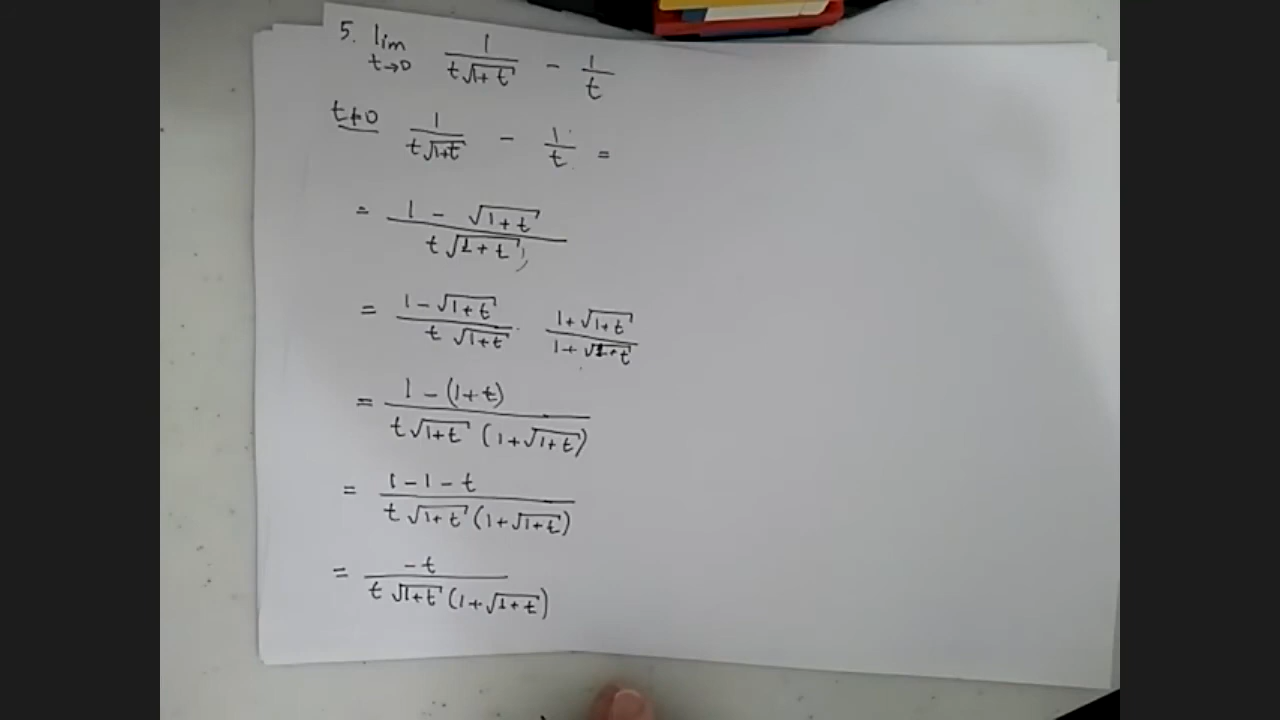 5. lim t→0 1/(t√(1+t)) - 1/t
t≠0 1/(t√(1+t)) - 1/t =
= (1 - √(1+t))/(t√(1+t))
= (1-√(1+t))/(t√(1+t)) · (1+√(1+t))/(1+√(1+t))
= (1-(1+t))/(t√(1+t) (1+√(1+t)))
= (1-1-t)/(t√(1+t) (1+√(1+t)))
= -t/(t√(1+t) (1+√(1+t)))